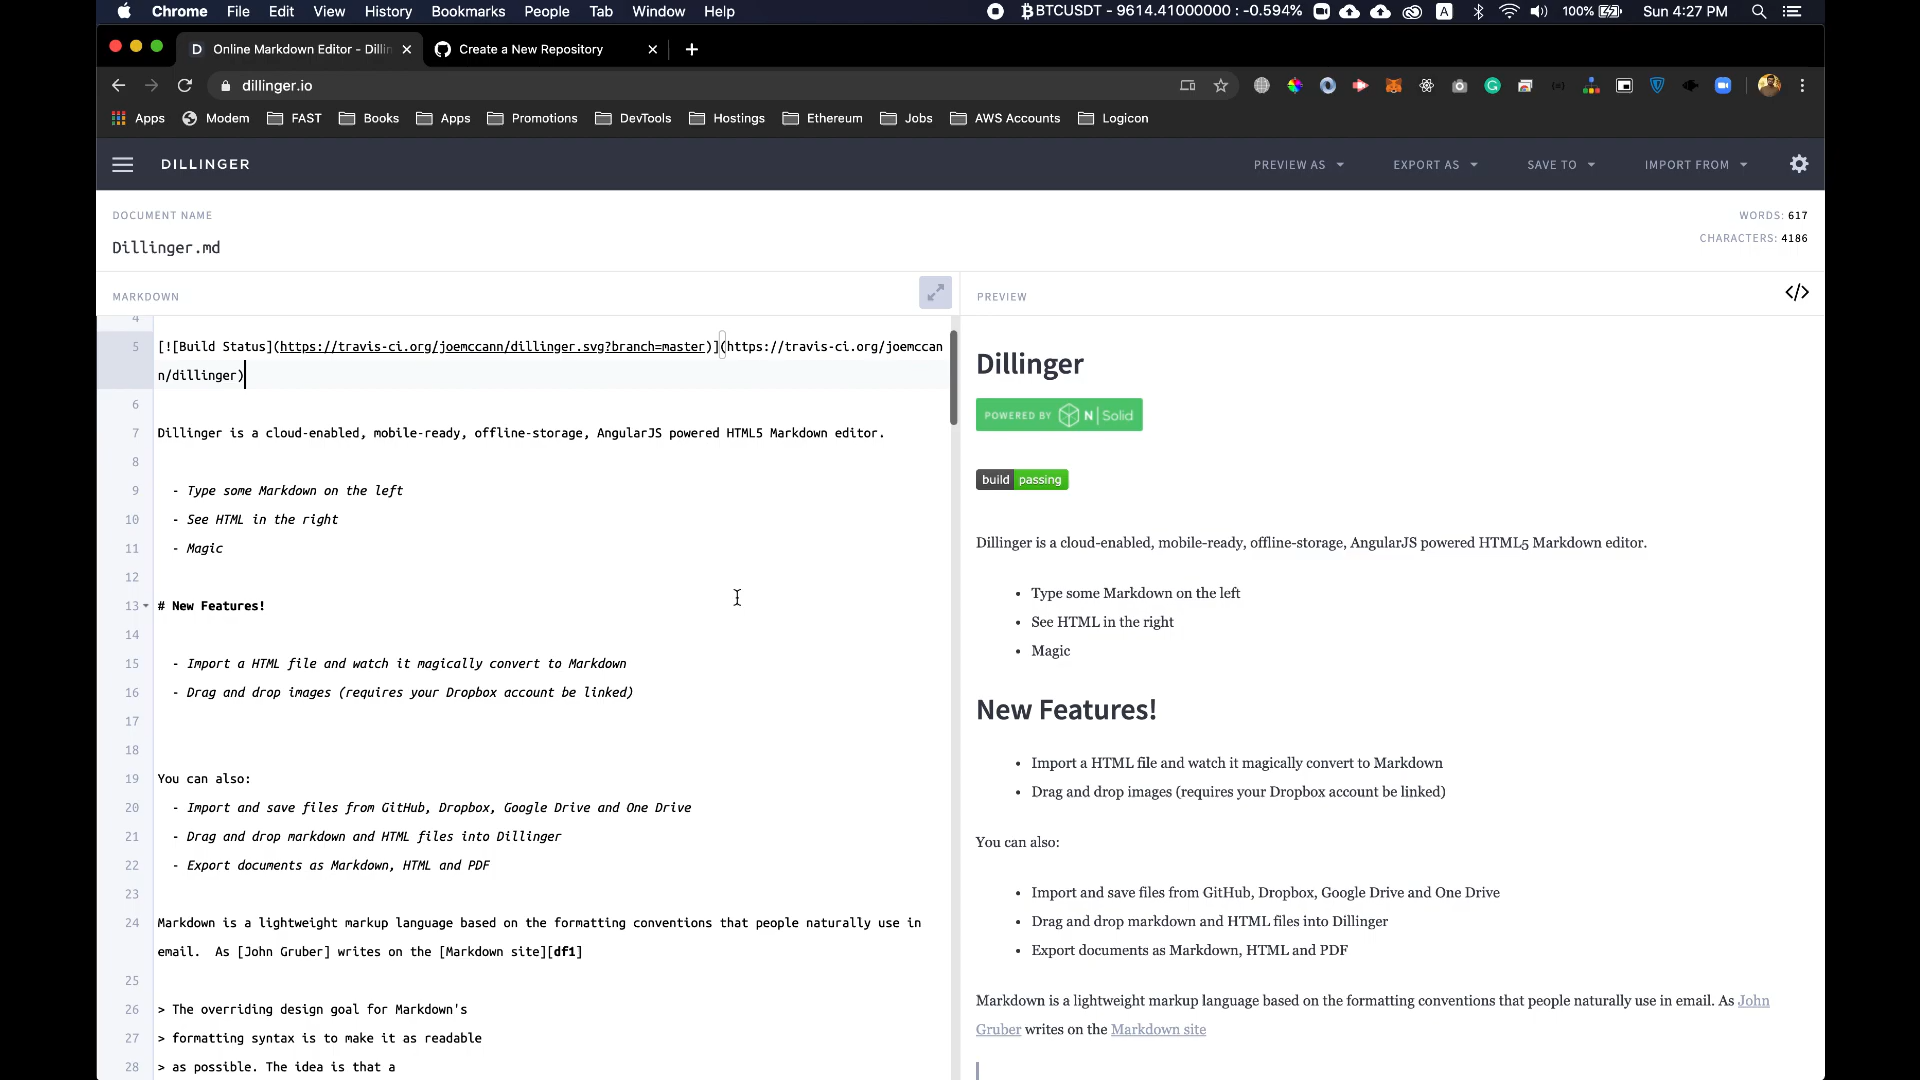 Chrome File Edit View History Bookmarks People Tab Window Help BTCUSDT - 9614.41000000 : -0.594% A 100% Sun 4:27 PM
D Online Markdown Editor - Dillin Create a New Repository
dillinger.io
Apps Modem FAST Books Apps Promotions DevTools Hostings Ethereum Jobs AWS Accounts Logicon
DILLINGER PREVIEW AS EXPORT AS SAVE TO IMPORT FROM
DOCUMENT NAME
Dillinger.md
WORDS: 617
CHARACTERS: 4186
MARKDOWN
4
5 [![Build Status](https://travis-ci.org/joemccann/dillinger.svg?branch=master)](https://travis-ci.org/joemccan
n/dillinger)
6
7 Dillinger is a cloud-enabled, mobile-ready, offline-storage, AngularJS powered HTML5 Markdown editor.
8
9 - Type some Markdown on the left
10 - See HTML in the right
11 - Magic
12
13 # New Features!
14
15 - Import a HTML file and watch it magically convert to Markdown
16 - Drag and drop images (requires your Dropbox account be linked)
17
18
19 You can also:
20 - Import and save files from GitHub, Dropbox, Google Drive and One Drive
21 - Drag and drop markdown and HTML files into Dillinger
22 - Export documents as Markdown, HTML and PDF
23
24 Markdown is a lightweight markup language based on the formatting conventions that people naturally use in
email.  As [John Gruber] writes on the [Markdown site][df1]
25
26 > The overriding design goal for Markdown's
27 > formatting syntax is to make it as readable
28 > as possible. The idea is that a
PREVIEW </>
Dillinger
POWERED BY N|Solid
build passing
Dillinger is a cloud-enabled, mobile-ready, offline-storage, AngularJS powered HTML5 Markdown editor.
• Type some Markdown on the left
• See HTML in the right
• Magic
New Features!
• Import a HTML file and watch it magically convert to Markdown
• Drag and drop images (requires your Dropbox account be linked)
You can also:
• Import and save files from GitHub, Dropbox, Google Drive and One Drive
• Drag and drop markdown and HTML files into Dillinger
• Export documents as Markdown, HTML and PDF
Markdown is a lightweight markup language based on the formatting conventions that people naturally use in email. As John
Gruber writes on the Markdown site